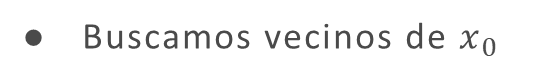 ● Buscamos vecinos de x₀